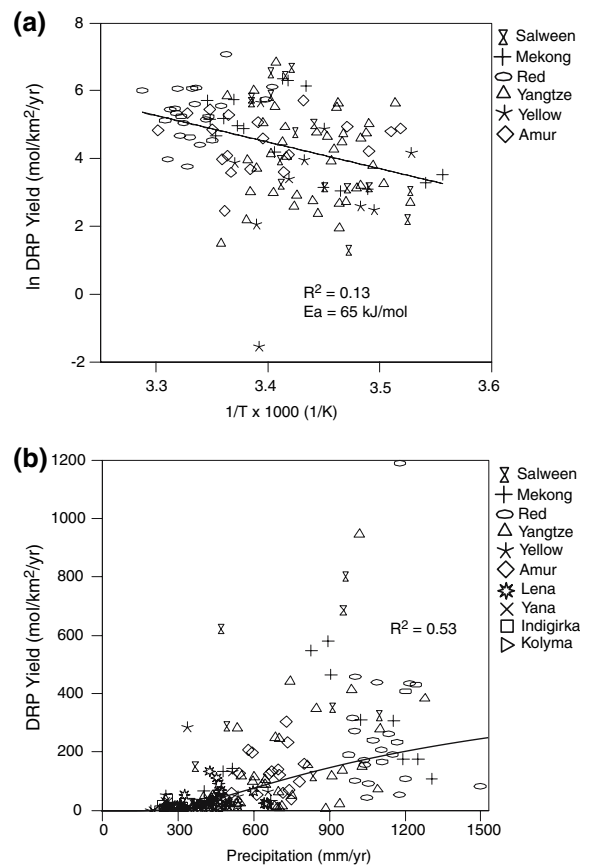 (a)
8
6
4
2
0
-2
ln DRP Yield (mol/km²/yr)
3.3
3.4
3.5
3.6
1/T x 1000 (1/K)
R² = 0.13
Ea = 65 kJ/mol
Salween
Mekong
Red
Yangtze
Yellow
Amur
(b)
1200
1000
800
600
400
200
0
DRP Yield (mol/km²/yr)
0
300
600
900
1200
1500
Precipitation (mm/yr)
R² = 0.53
Salween
Mekong
Red
Yangtze
Yellow
Amur
Lena
Yana
Indigirka
Kolyma